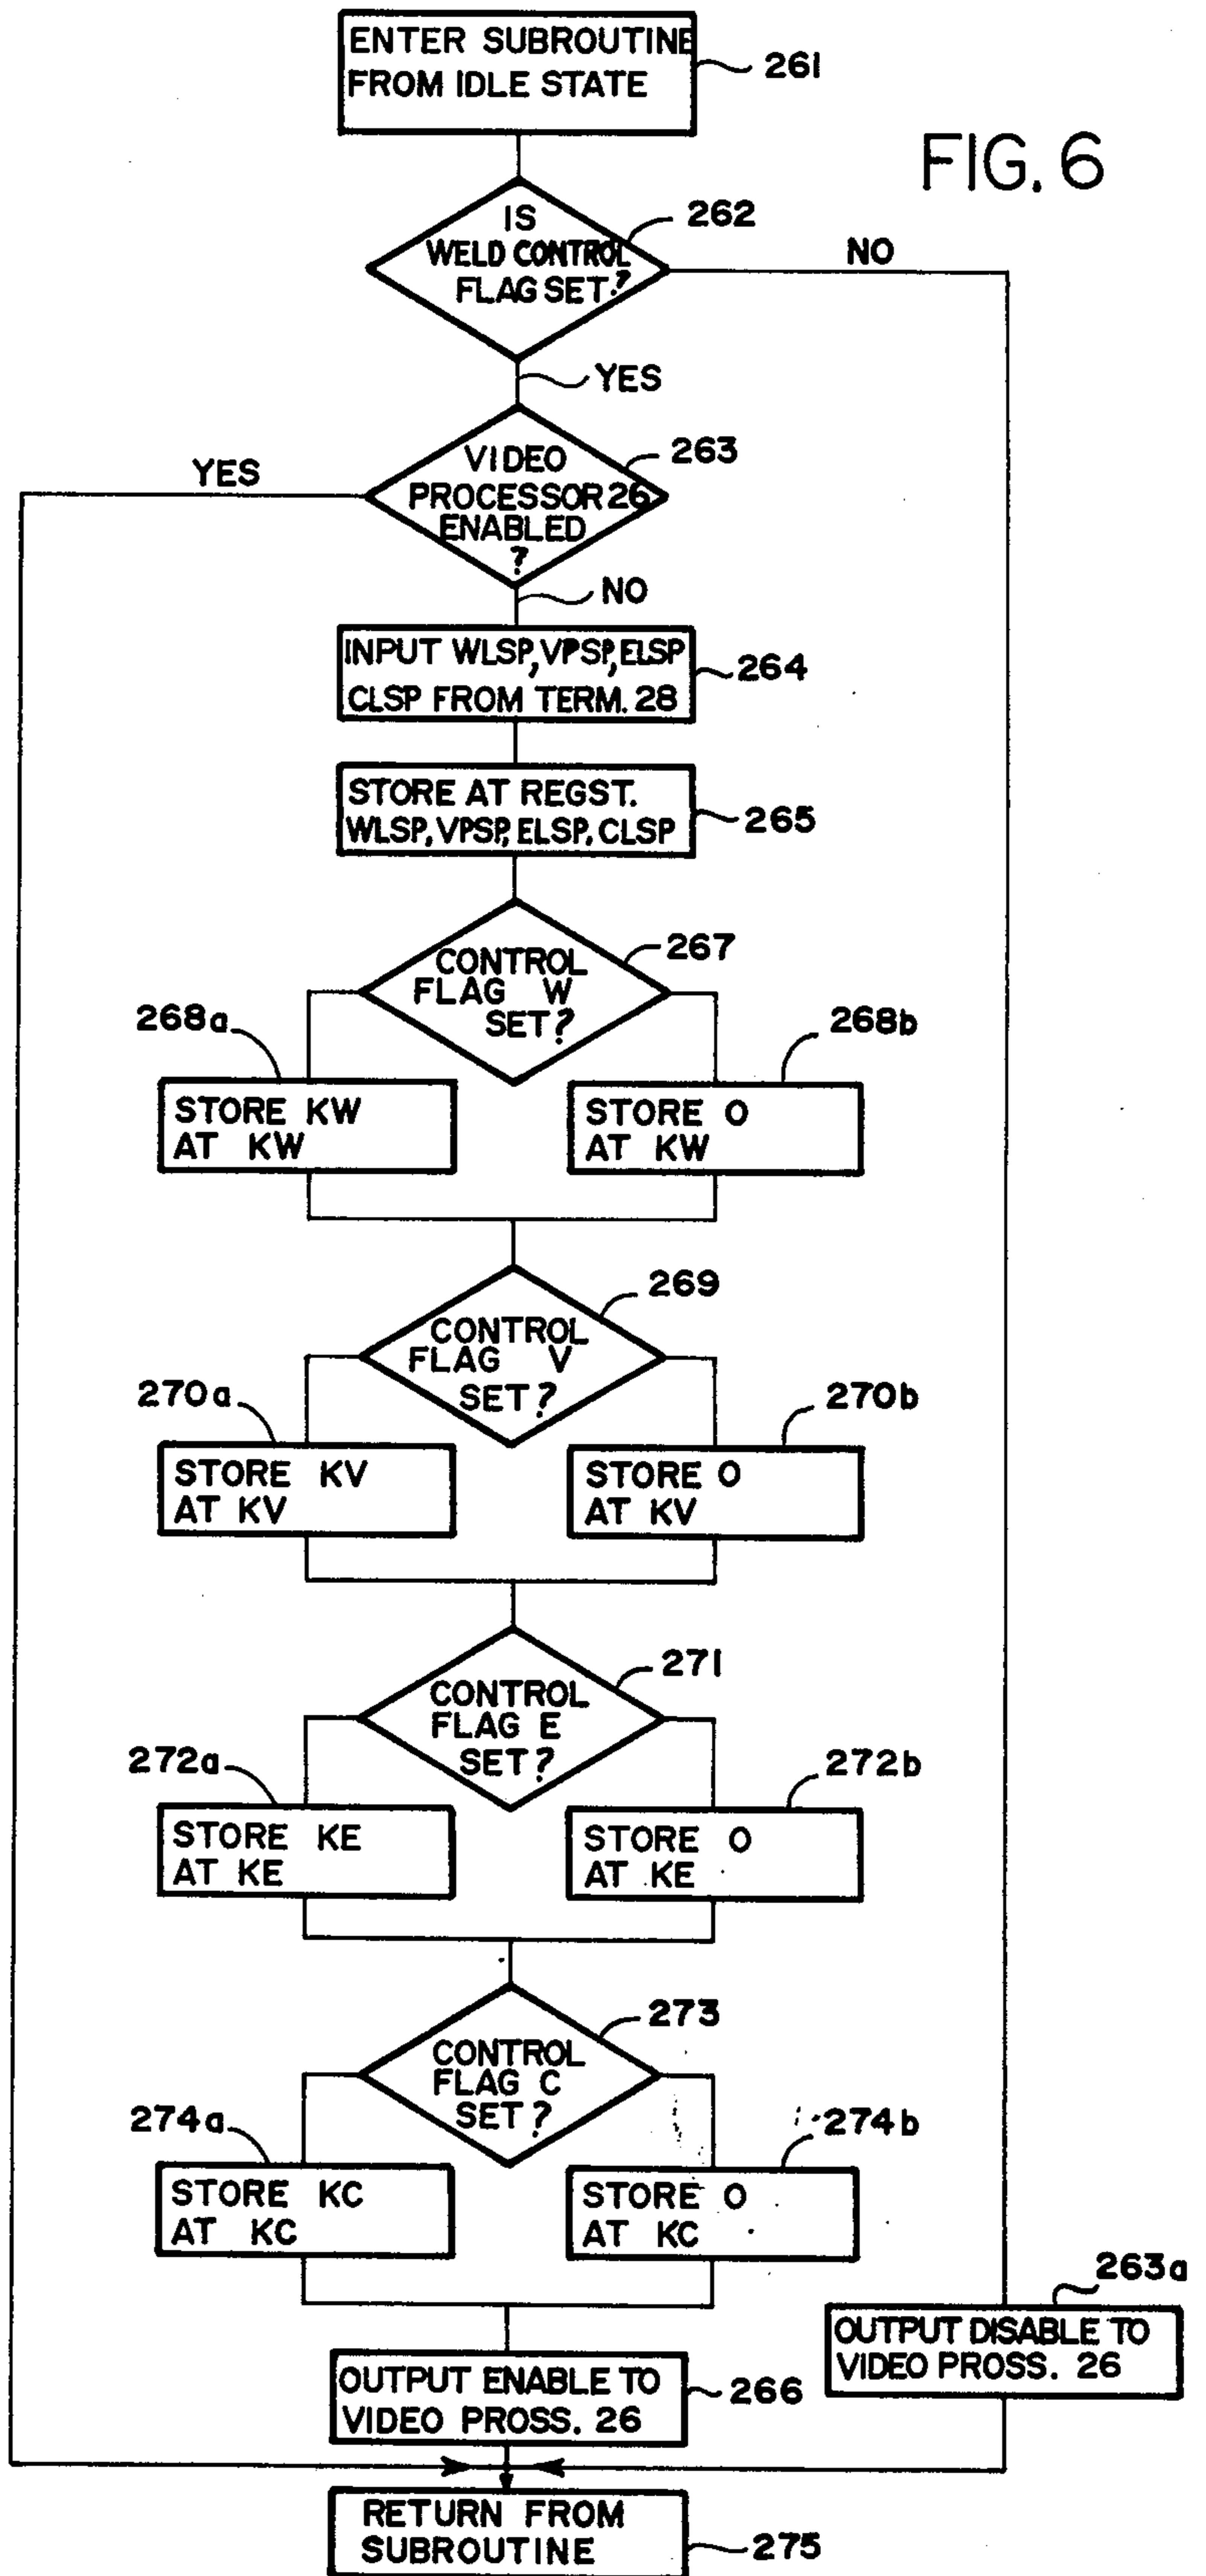 ENTER SUBROUTINE
FROM IDLE STATE
261
FIG. 6
IS
WELD CONTROL
FLAG SET?
262
NO
YES
VIDEO
PROCESSOR 26
ENABLED
?
263
YES
NO
INPUT WLSP, VPSP, ELSP
CLSP FROM TERM. 28
264
STORE AT REGST.
WLSP, VPSP, ELSP, CLSP
265
CONTROL
FLAG W
SET?
267
268a
STORE KW
AT KW
268b
STORE 0
AT KW
CONTROL
FLAG V
SET?
269
270a
STORE KV
AT KV
270b
STORE 0
AT KV
CONTROL
FLAG E
SET?
271
272a
STORE KE
AT KE
272b
STORE 0
AT KE
CONTROL
FLAG C
SET?
273
274a
STORE KC
AT KC
274b
STORE 0
AT KC
263a
OUTPUT DISABLE TO
VIDEO PROSS. 26
OUTPUT ENABLE TO
VIDEO PROSS. 26
266
RETURN FROM
SUBROUTINE
275